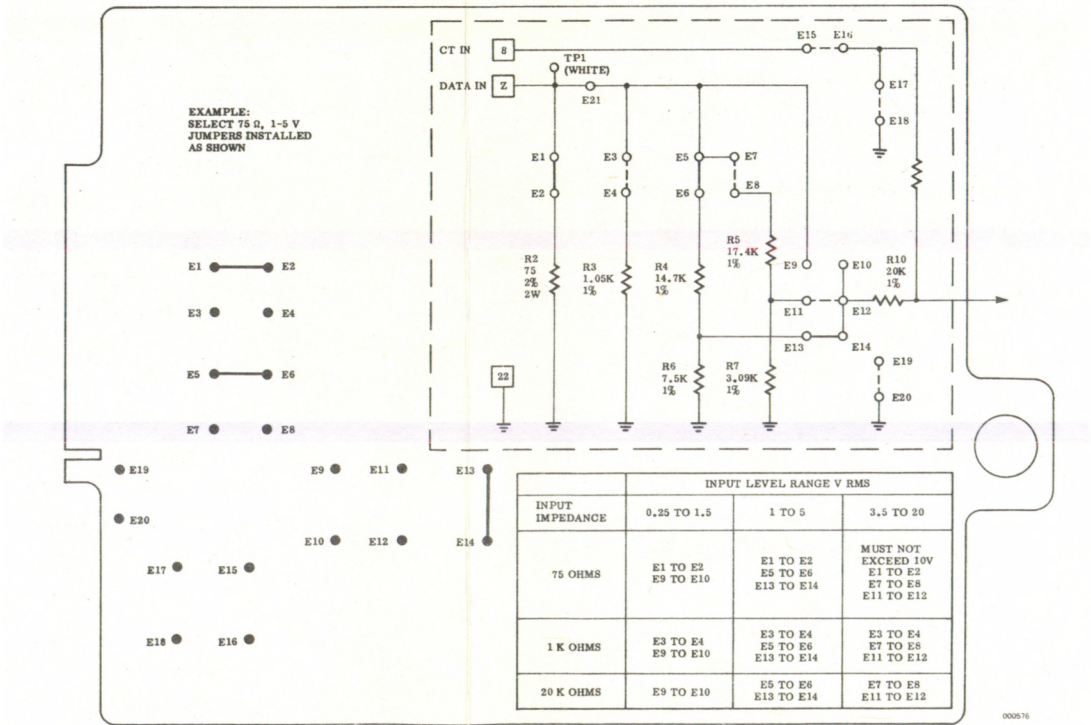 EXAMPLE:
SELECT 75 Ω, 1-5 V
JUMPERS INSTALLED
AS SHOWN
CT IN 8
DATA IN Z
TP1
(WHITE)
E21
E15 E16
E17
E18
E1
E2
E3
E4
E5
E6
E7
E8
R2
75
2%
2W
R3
1.05K
1%
R4
14.7K
1%
R5
17.4K
1%
E9
E10
R10
20K
1%
E11
E12
E13
E14
R6
7.5K
1%
R7
3.09K
1%
E19
E20
22
E1 E2
E3 E4
E5 E6
E7 E8
E19
E20
E9 E11 E13
E10 E12 E14
E17 E15
E18 E16
INPUT LEVEL RANGE V RMS
INPUT
IMPEDANCE
0.25 TO 1.5
1 TO 5
3.5 TO 20
75 OHMS
E1 TO E2
E9 TO E10
E1 TO E2
E5 TO E6
E13 TO E14
MUST NOT
EXCEED 10V
E1 TO E2
E7 TO E8
E11 TO E12
1 K OHMS
E3 TO E4
E9 TO E10
E3 TO E4
E5 TO E6
E13 TO E14
E3 TO E4
E7 TO E8
E11 TO E12
20 K OHMS
E9 TO E10
E5 TO E6
E13 TO E14
E7 TO E8
E11 TO E12
000576